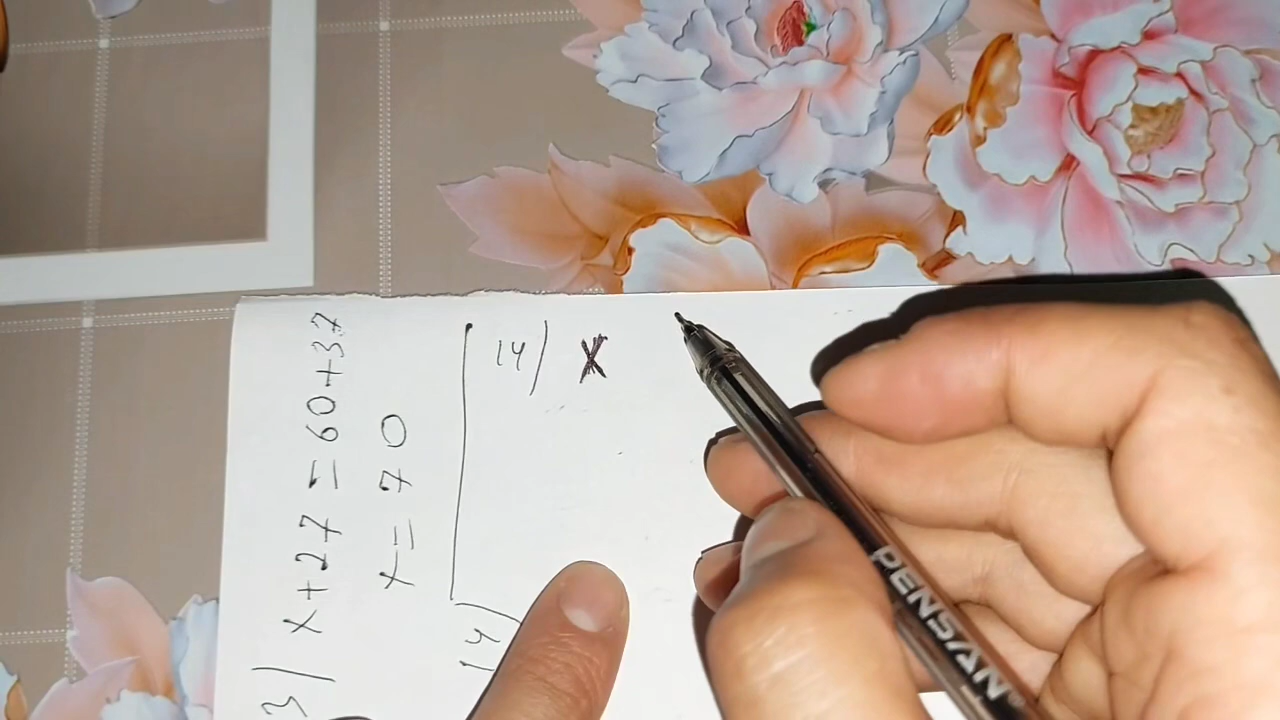 3) x+27=60+37
x=70
14)
14) x
PENSAN